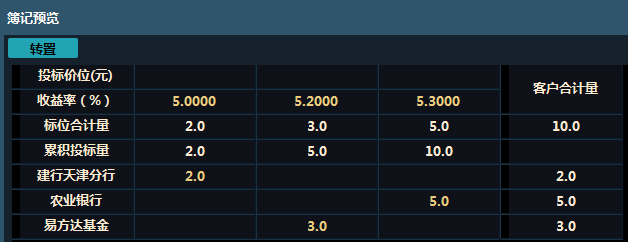 簿记预览
转置
投标价位(元)
收益率（%） 5.0000 5.2000 5.3000 客户合计量
标位合计量 2.0 3.0 5.0 10.0
累积投标量 2.0 5.0 10.0
建行天津分行 2.0 2.0
农业银行 5.0 5.0
易方达基金 3.0 3.0